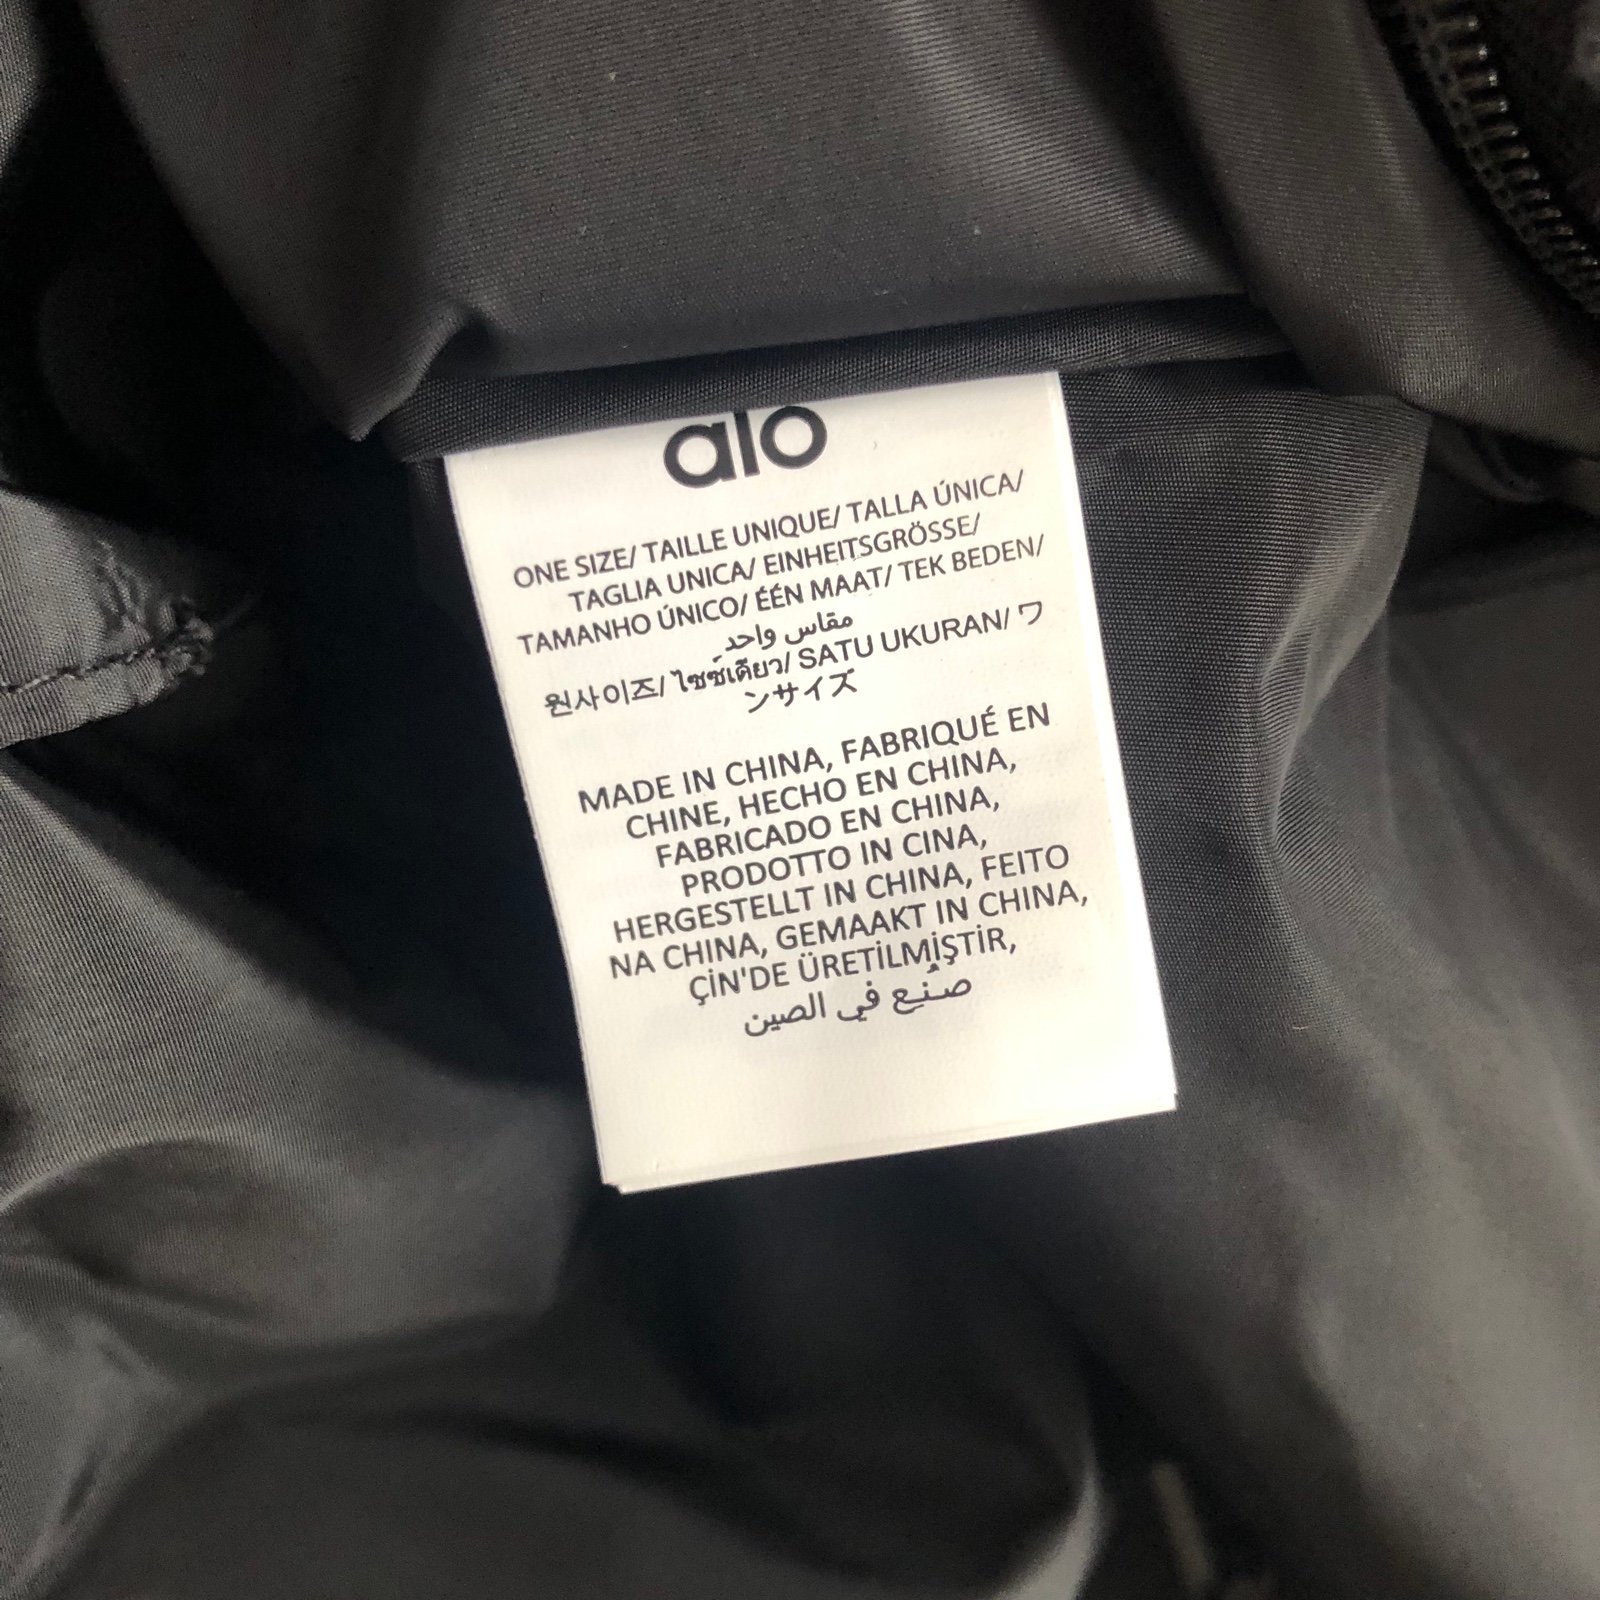 alo
ONE SIZE/ TAILLE UNIQUE/ TALLA ÚNICA/
TAGLIA UNICA/ EINHEITSGRÖSSE/
TAMANHO ÚNICO/ ÉÉN MAAT/ TEK BEDEN/
مقاس واحد
원사이즈/ ไซซ์เดียว/ SATU UKURAN/ ワ
ンサイズ
MADE IN CHINA, FABRIQUÉ EN
CHINE, HECHO EN CHINA,
FABRICADO EN CHINA,
PRODOTTO IN CINA,
HERGESTELLT IN CHINA, FEITO
NA CHINA, GEMAAKT IN CHINA,
ÇİN'DE ÜRETİLMİŞTİR,
صُنع في الصين